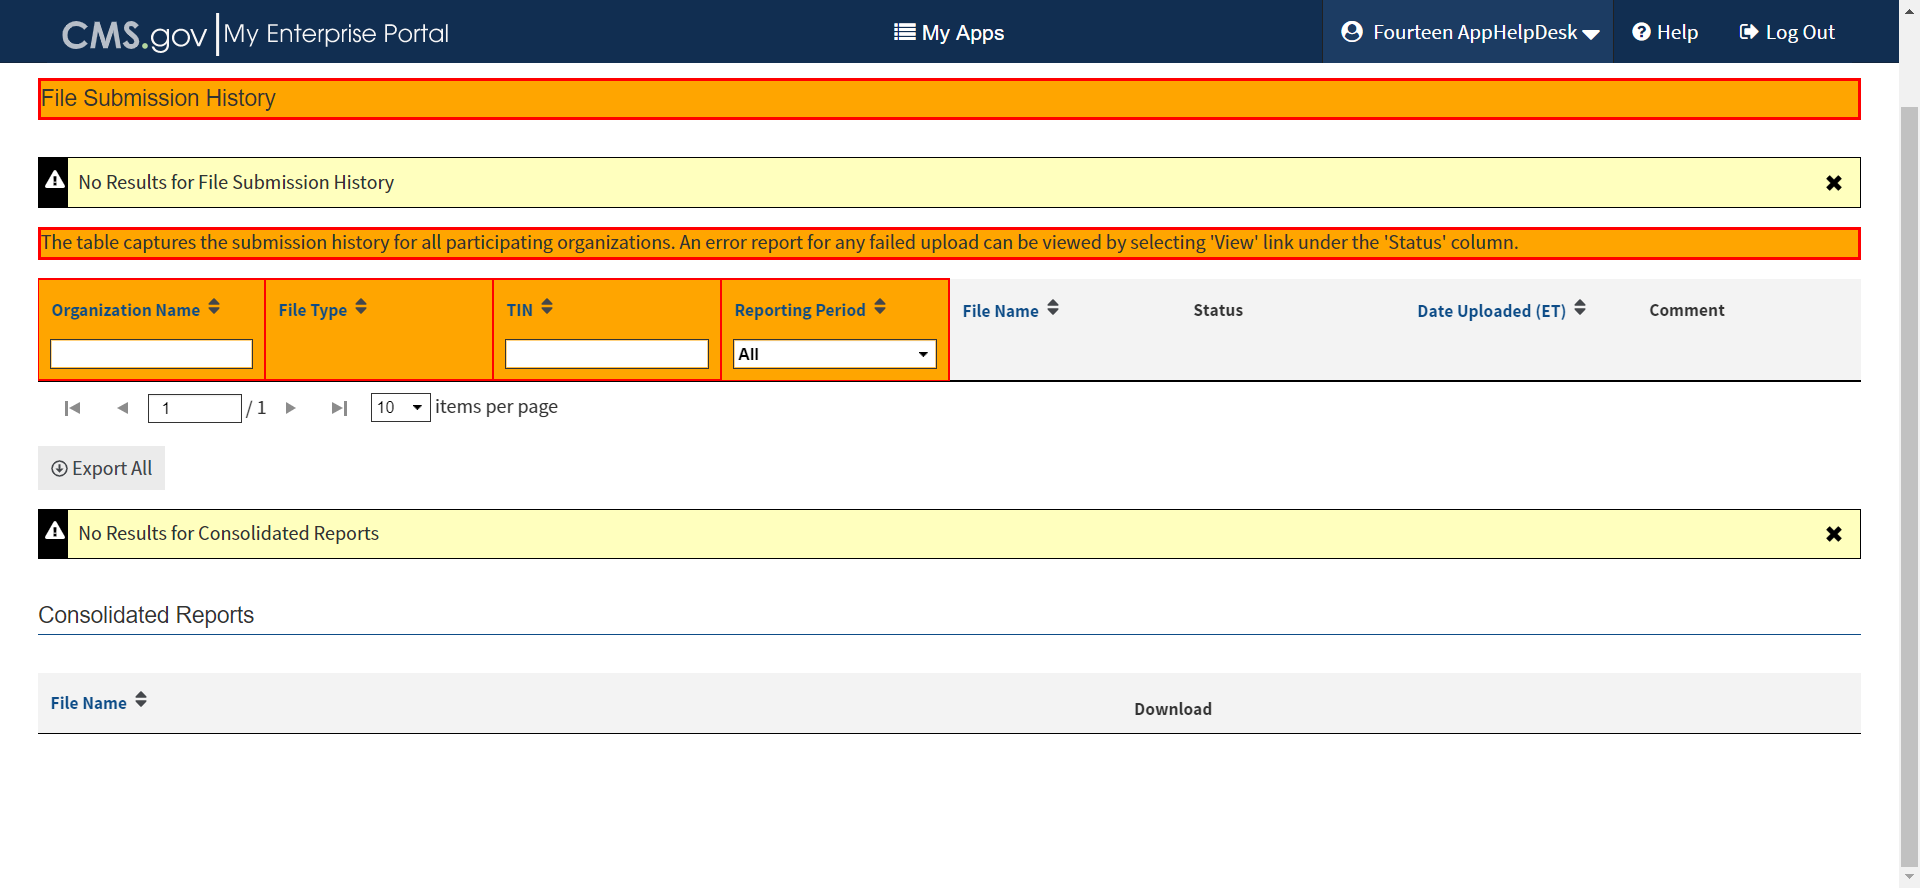 CMS.gov | My Enterprise Portal
My Apps
Fourteen AppHelpDesk
Help
Log Out
File Submission History
No Results for File Submission History
The table captures the submission history for all participating organizations. An error report for any failed upload can be viewed by selecting 'View' link under the 'Status' column.
Organization Name File Type TIN Reporting Period File Name Status Date Uploaded (ET) Comment
All
1 / 1 10 items per page
Export All
No Results for Consolidated Reports
Consolidated Reports
File Name Download